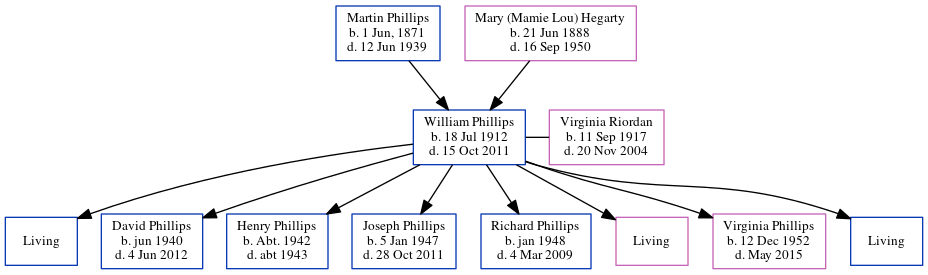 Martin Phillips
b. 1 Jun, 1871
d. 12 Jun 1939
Mary (Mamie Lou) Hegarty
b. 21 Jun 1888
d. 16 Sep 1950
William Phillips
b. 18 Jul 1912
d. 15 Oct 2011
Virginia Riordan
b. 11 Sep 1917
d. 20 Nov 2004
Living
David Phillips
b. jun 1940
d. 4 Jun 2012
Henry Phillips
b. Abt. 1942
d. abt 1943
Joseph Phillips
b. 5 Jan 1947
d. 28 Oct 2011
Richard Phillips
b. jan 1948
d. 4 Mar 2009
Living
Virginia Phillips
b. 12 Dec 1952
d. May 2015
Living